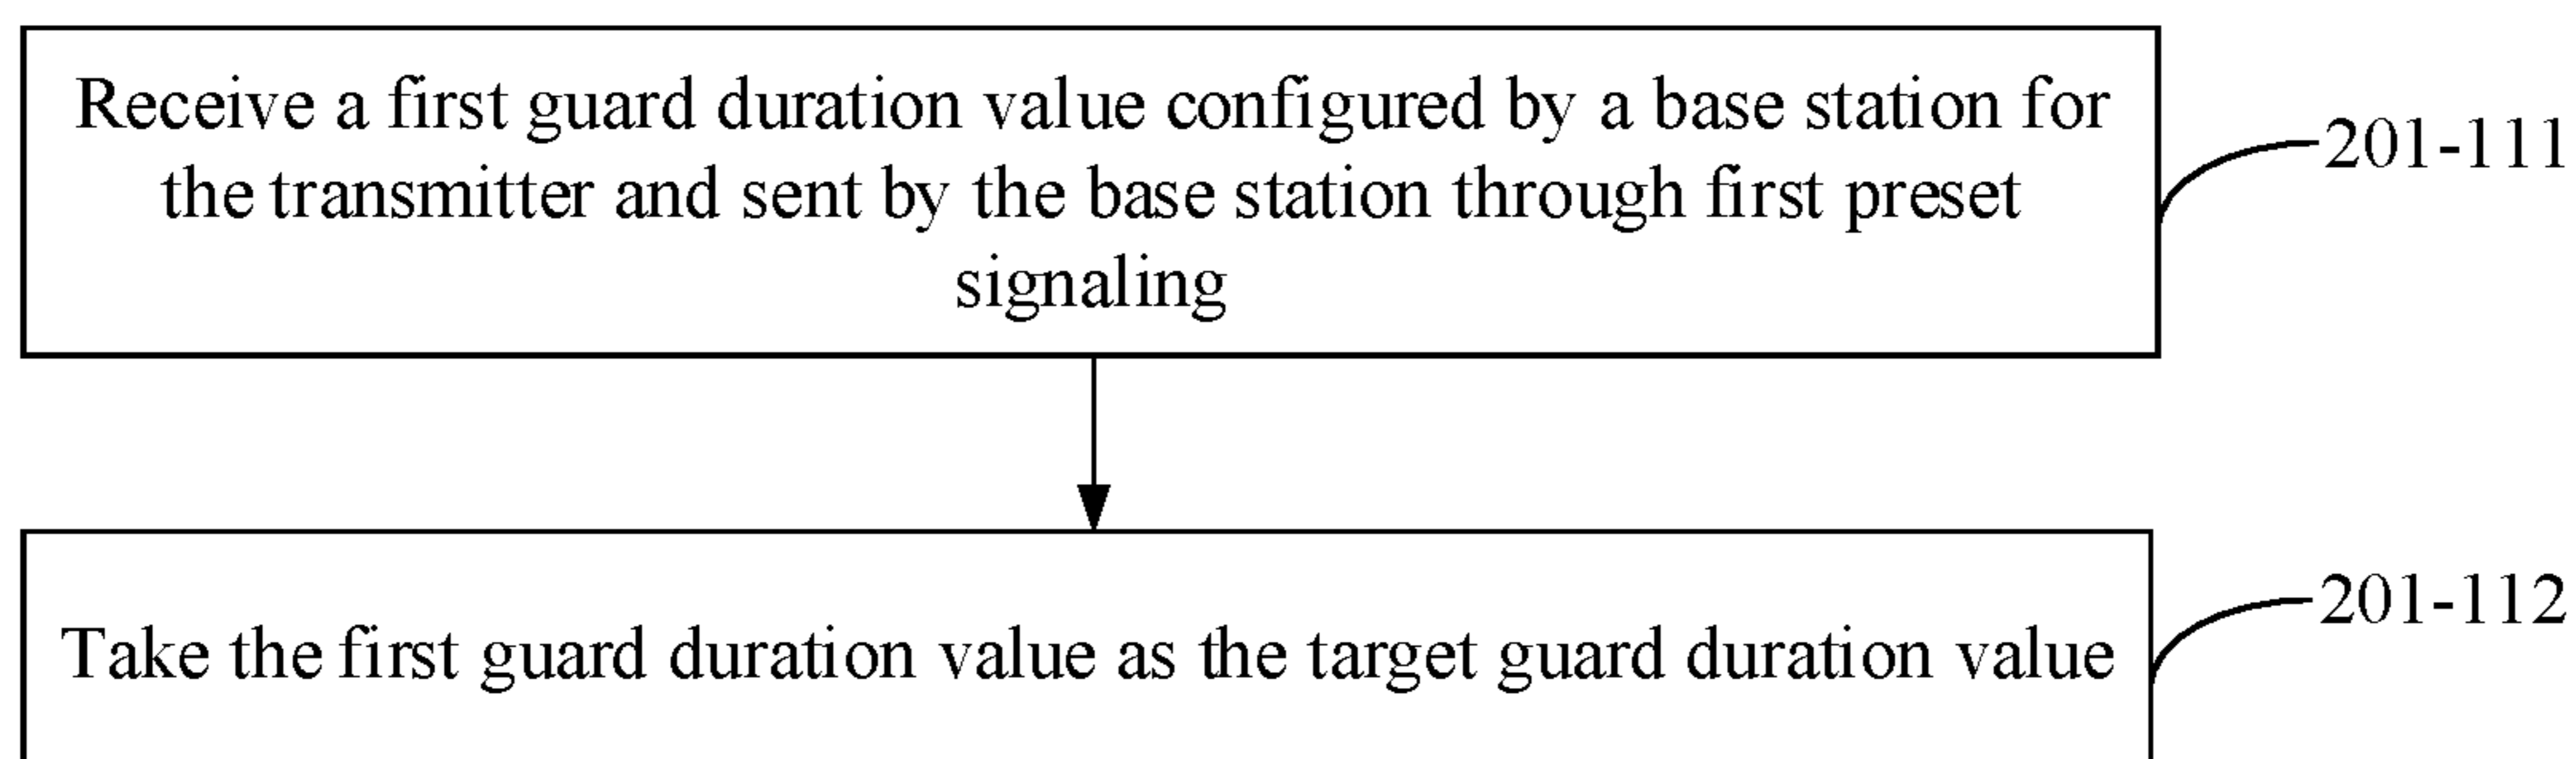 Receive a first guard duration value configured by a base station for
the transmitter and sent by the base station through first preset
signaling
201-111
Take the first guard duration value as the target guard duration value
201-112